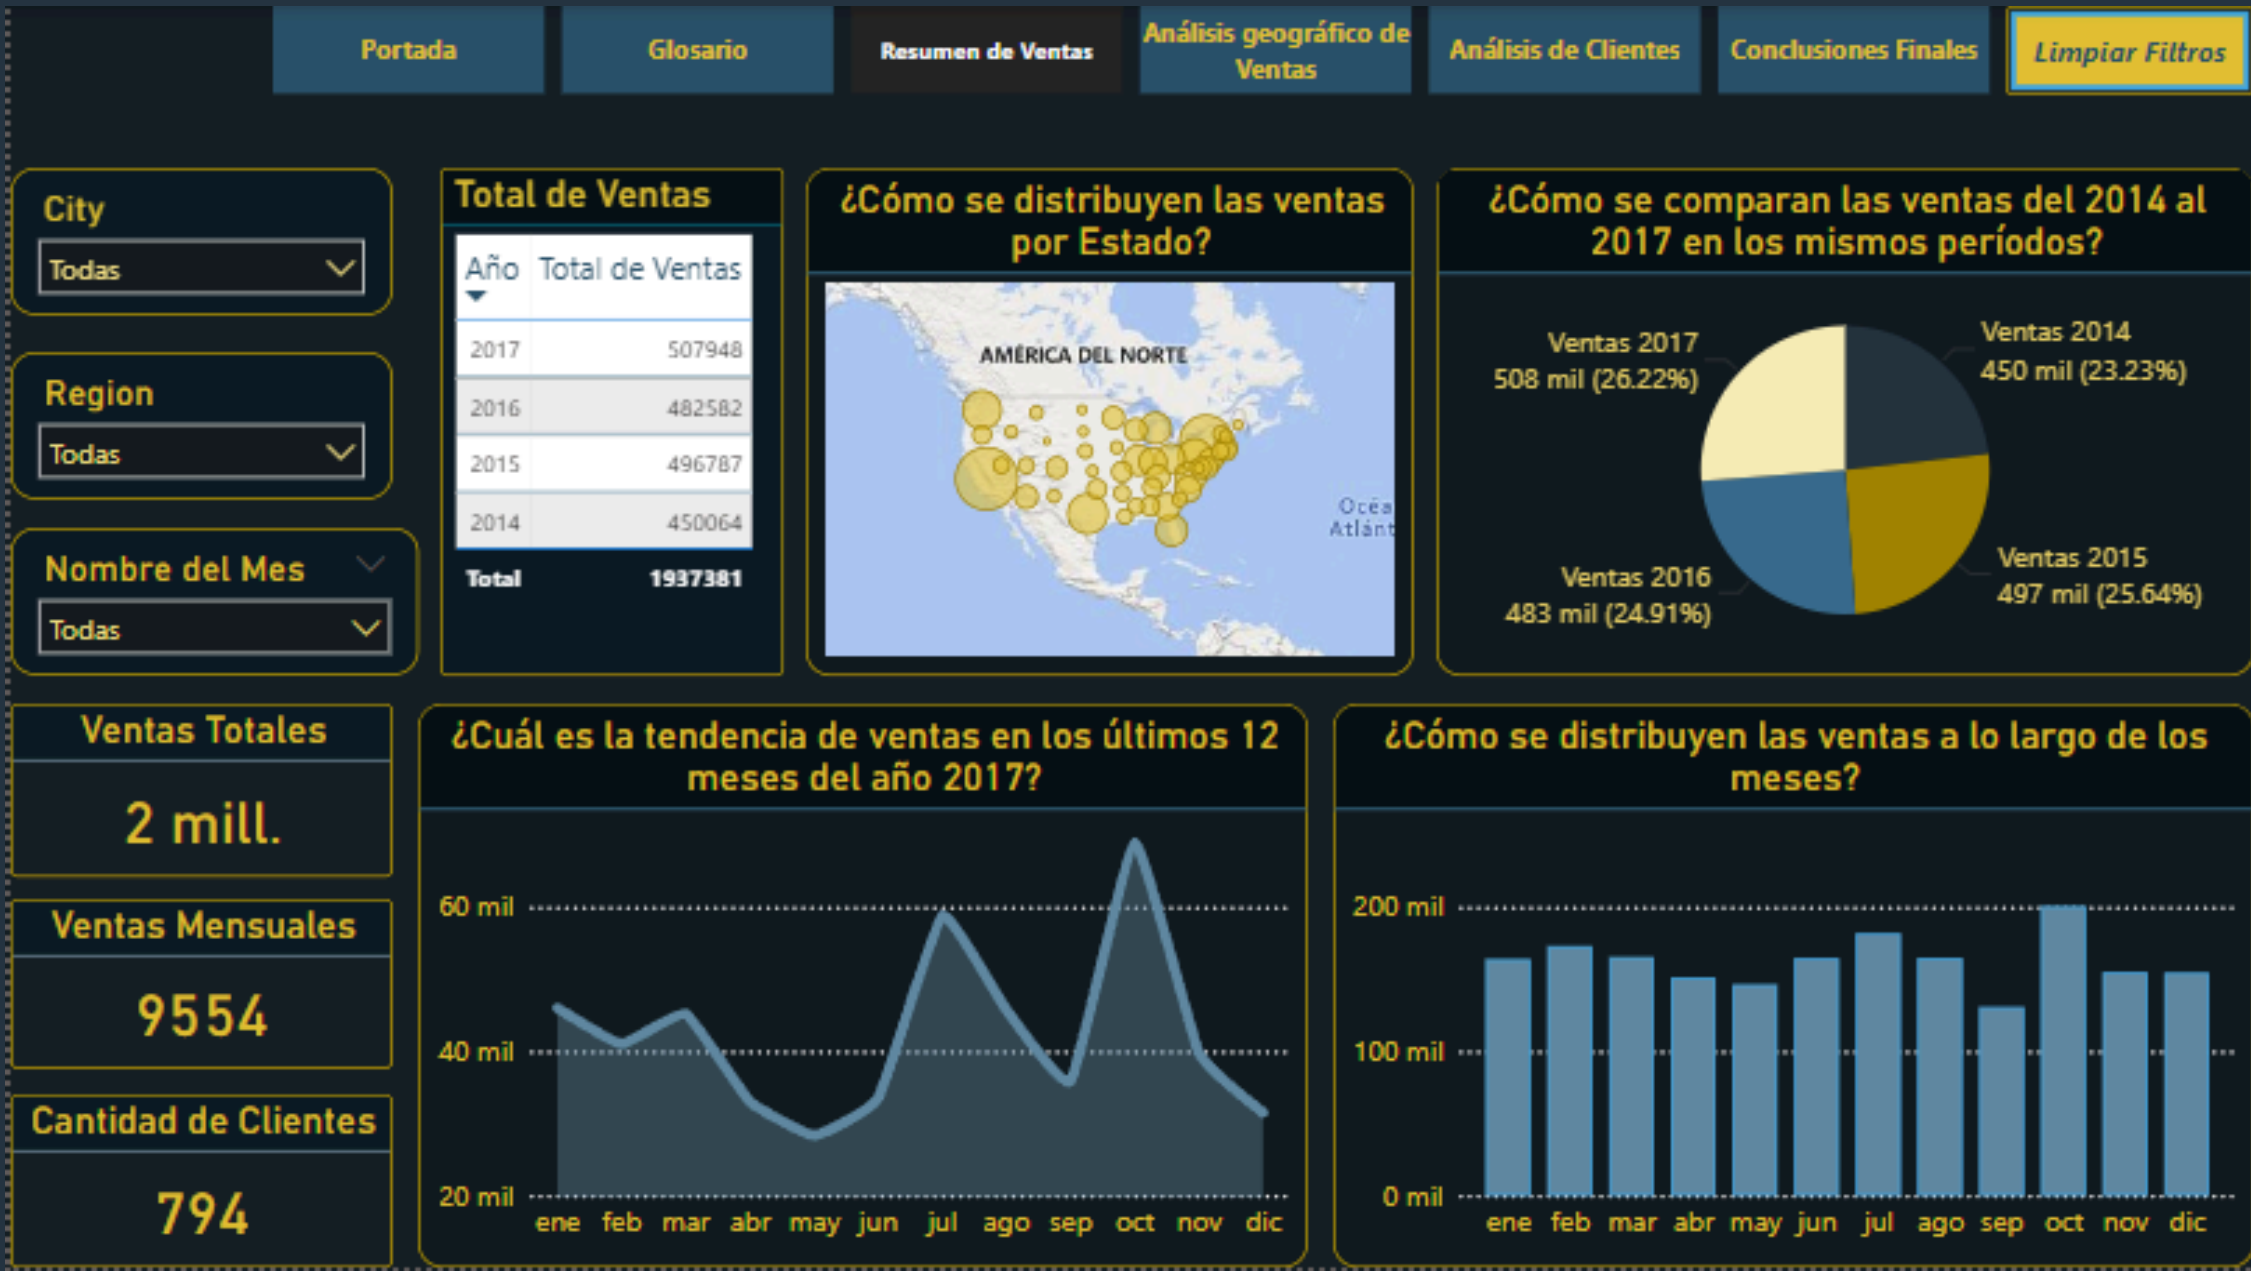 Portada
Glosario
Resumen de Ventas
Análisis geográfico de
Ventas
Análisis de Clientes
Conclusiones Finales
Limpiar Filtros
City
Todas
Region
Todas
Nombre del Mes
Todas
Total de Ventas
Año Total de Ventas
2017 507948
2016 482582
2015 496787
2014 450064
Total 1937381
¿Cómo se distribuyen las ventas
por Estado?
AMÉRICA DEL NORTE
Océa
Atlánt
¿Cómo se comparan las ventas del 2014 al
2017 en los mismos períodos?
Ventas 2017
508 mil (26.22%)
Ventas 2014
450 mil (23.23%)
Ventas 2016
483 mil (24.91%)
Ventas 2015
497 mil (25.64%)
Ventas Totales
2 mill.
Ventas Mensuales
9554
Cantidad de Clientes
794
¿Cuál es la tendencia de ventas en los últimos 12
meses del año 2017?
60 mil
40 mil
20 mil
ene feb mar abr may jun jul ago sep oct nov dic
¿Cómo se distribuyen las ventas a lo largo de los
meses?
200 mil
100 mil
0 mil
ene feb mar abr may jun jul ago sep oct nov dic